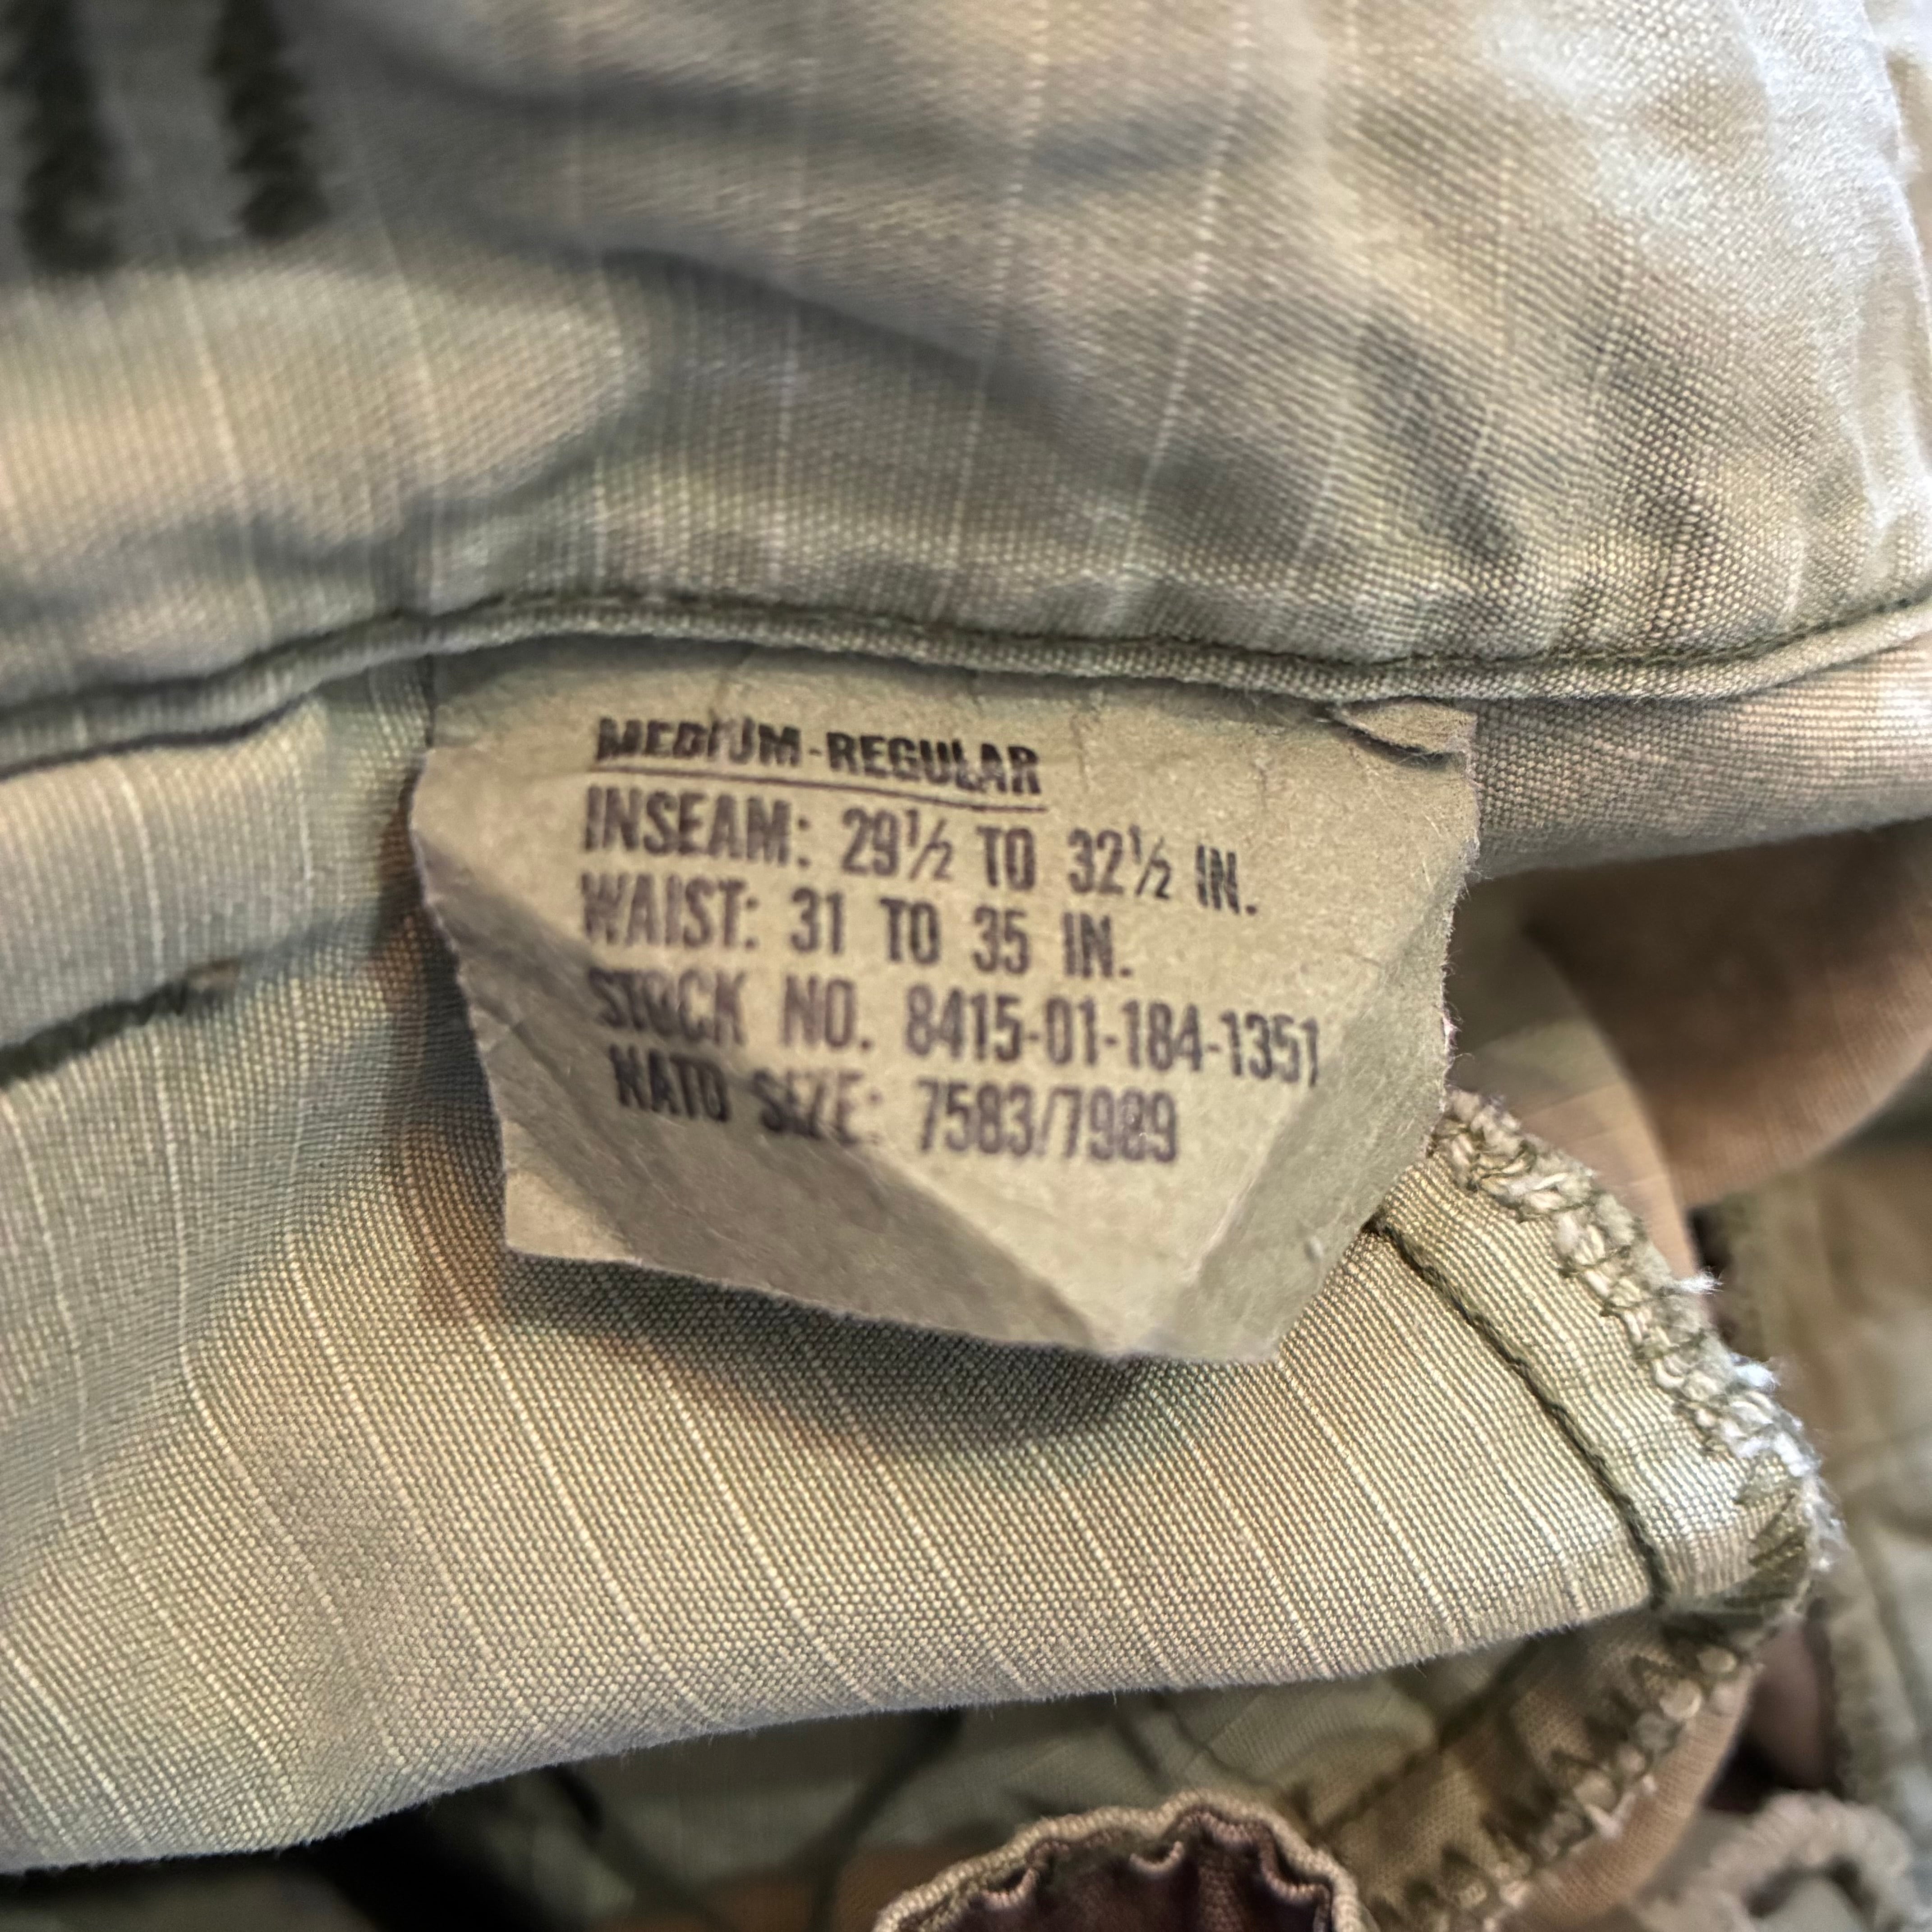 MEDIUM-REGULAR
INSEAM: 29½ TO 32½ IN.
WAIST: 31 TO 35 IN.
STOCK NO. 8415-01-184-1351
NATO SIZE: 7583/7989